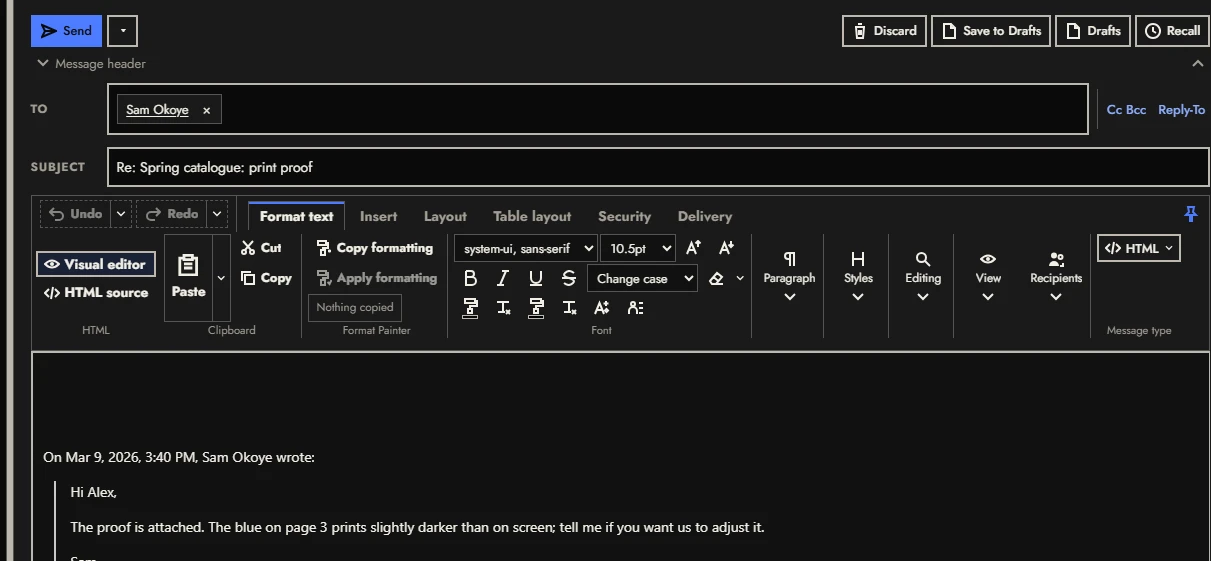 Send
Discard
Save to Drafts
Drafts
Recall
Message header
TO
Sam Okoye ×
Cc Bcc Reply-To
SUBJECT
Re: Spring catalogue: print proof
Undo
Redo
Format text
Insert
Layout
Table layout
Security
Delivery
Visual editor
HTML source
HTML
Paste
Cut
Copy
Clipboard
Copy formatting
Apply formatting
Nothing copied
Format Painter
system-ui, sans-serif
10.5pt
Change case
Font
Paragraph
Styles
Editing
View
Recipients
HTML
Message type
On Mar 9, 2026, 3:40 PM, Sam Okoye wrote:
Hi Alex,
The proof is attached. The blue on page 3 prints slightly darker than on screen; tell me if you want us to adjust it.
Sam